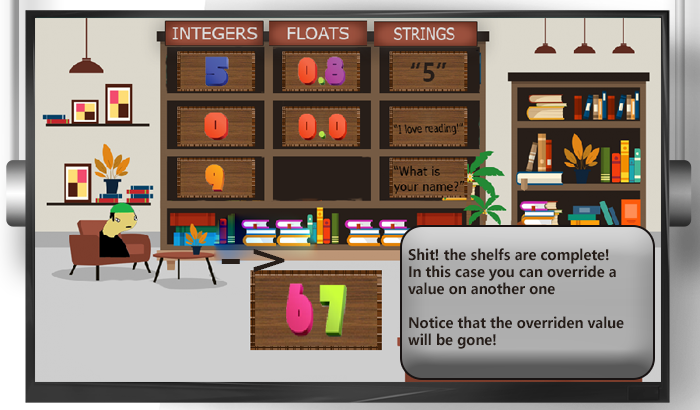 INTEGERS FLOATS STRINGS
5 0.8 “5”
0 0.0 "I love reading!"
9 "What is
your name?"
->
67
Shit! the shelfs are complete!
In this case you can override a
value on another one
Notice that the overriden value
will be gone!